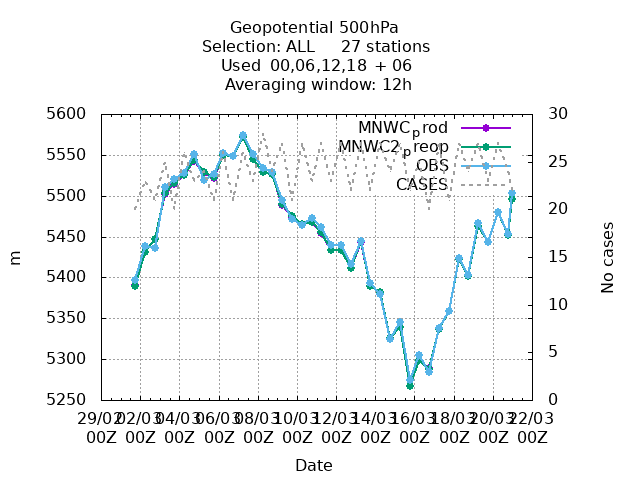 Geopotential 500hPa
Selection: ALL 27 stations
Used 00,06,12,18 + 06
Averaging window: 12h
5600
5550
5500
5450
5400
5350
5300
5250
m
30
25
20
15
10
5
0
No cases
MNWC_prod
MNWC2_preop
OBS
CASES
29/02 02/03 04/03 06/03 08/03 10/03 12/03 14/03 16/03 18/03 20/03 22/03
00Z 00Z 00Z 00Z 00Z 00Z 00Z 00Z 00Z 00Z 00Z 00Z
Date